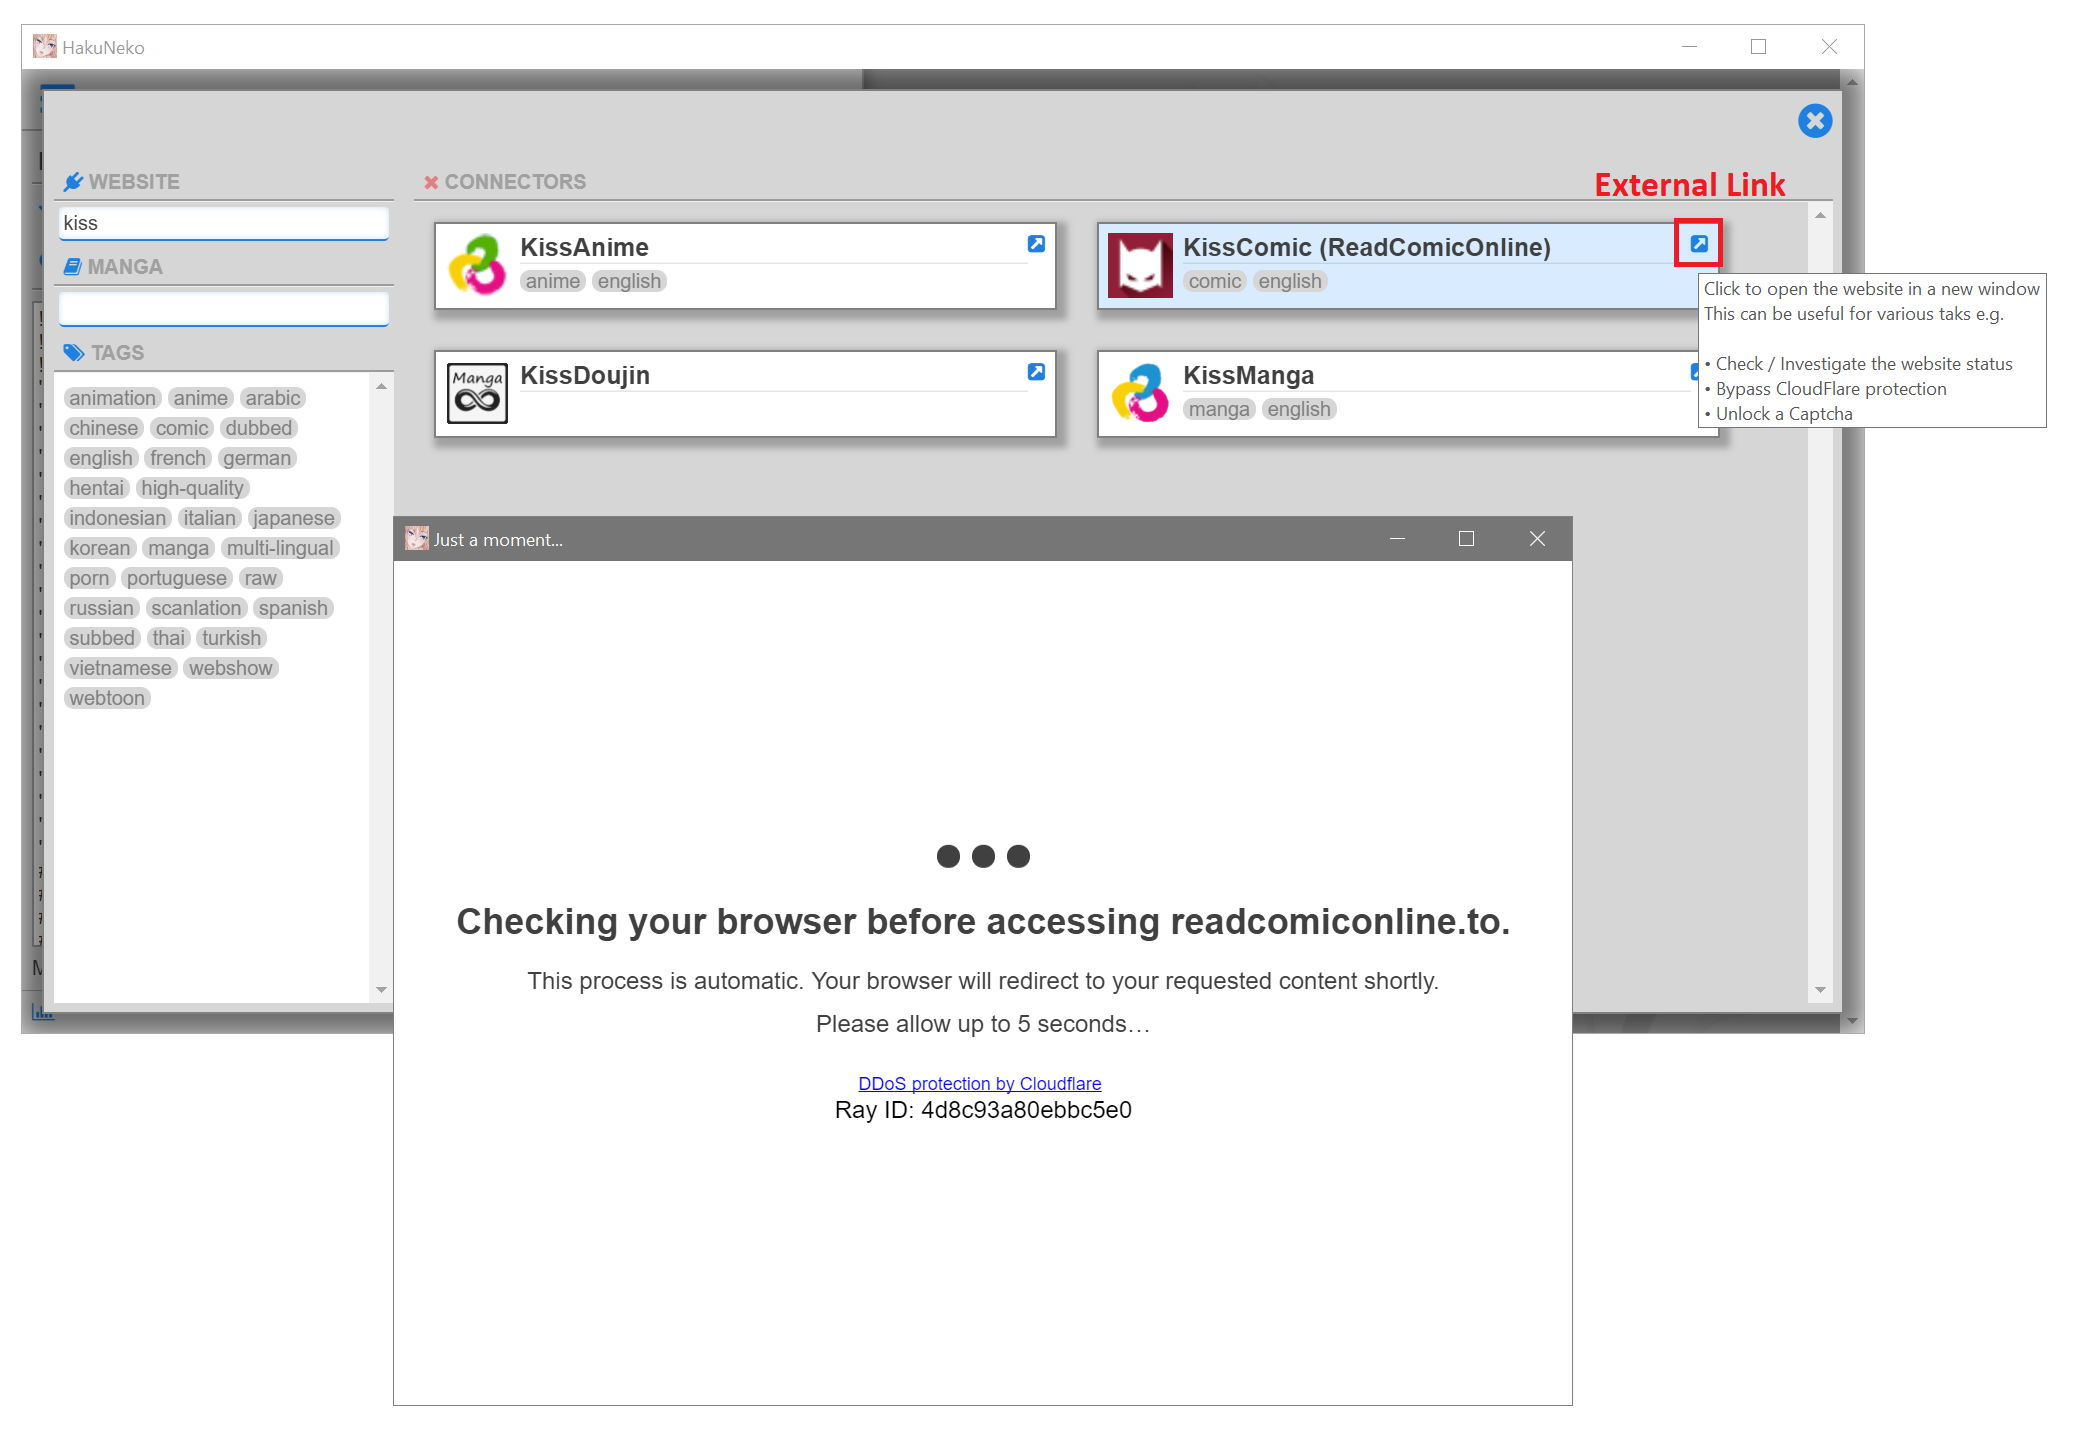 HakuNeko
WEBSITE
kiss
MANGA
TAGS
animation anime arabic
chinese comic dubbed
english french german
hentai high-quality
indonesian italian japanese
korean manga multi-lingual
porn portuguese raw
russian scanlation spanish
subbed thai turkish
vietnamese webshow
webtoon
CONNECTORS
External Link
KissAnime
anime english
KissComic (ReadComicOnline)
comic english
Manga
KissDoujin
KissManga
manga english
Click to open the website in a new window
This can be useful for various taks e.g.
• Check / Investigate the website status
• Bypass CloudFlare protection
• Unlock a Captcha
Just a moment...
Checking your browser before accessing readcomiconline.to.
This process is automatic. Your browser will redirect to your requested content shortly.
Please allow up to 5 seconds…
DDoS protection by Cloudflare
Ray ID: 4d8c93a80ebbc5e0